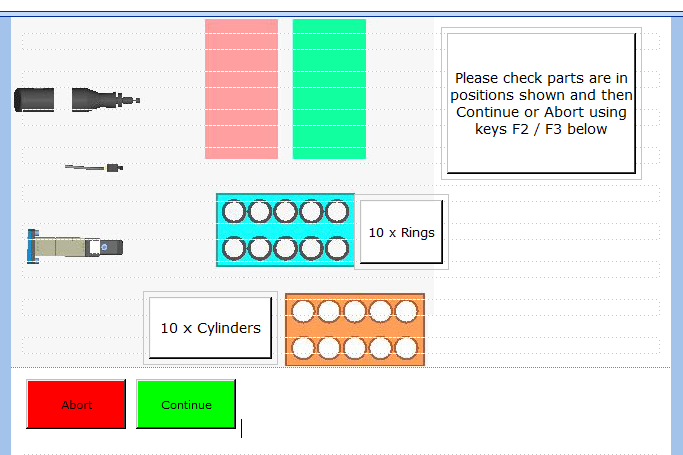 Please check parts are in
positions shown and then
Continue or Abort using
keys F2 / F3 below
10 x Rings
10 x Cylinders
Abort
Continue